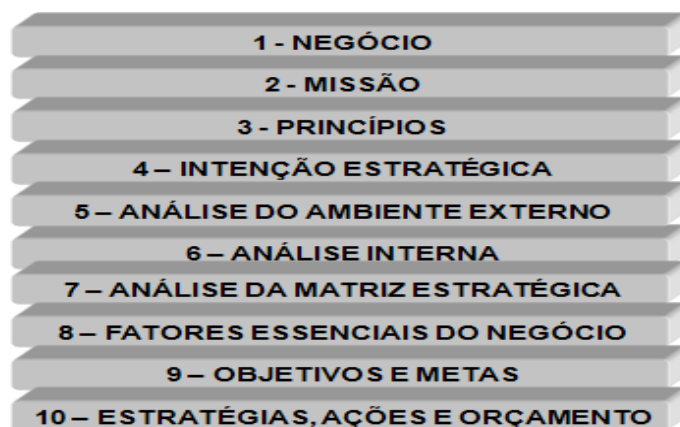 1 - NEGÓCIO
2 - MISSÃO
3 - PRINCÍPIOS
4 – INTENÇÃO ESTRATÉGICA
5 – ANÁLISE DO AMBIENTE EXTERNO
6 – ANÁLISE INTERNA
7 – ANÁLISE DA MATRIZ ESTRATÉGICA
8 – FATORES ESSENCIAIS DO NEGÓCIO
9 – OBJETIVOS E METAS
10 – ESTRATÉGIAS, AÇÕES E ORÇAMENTO